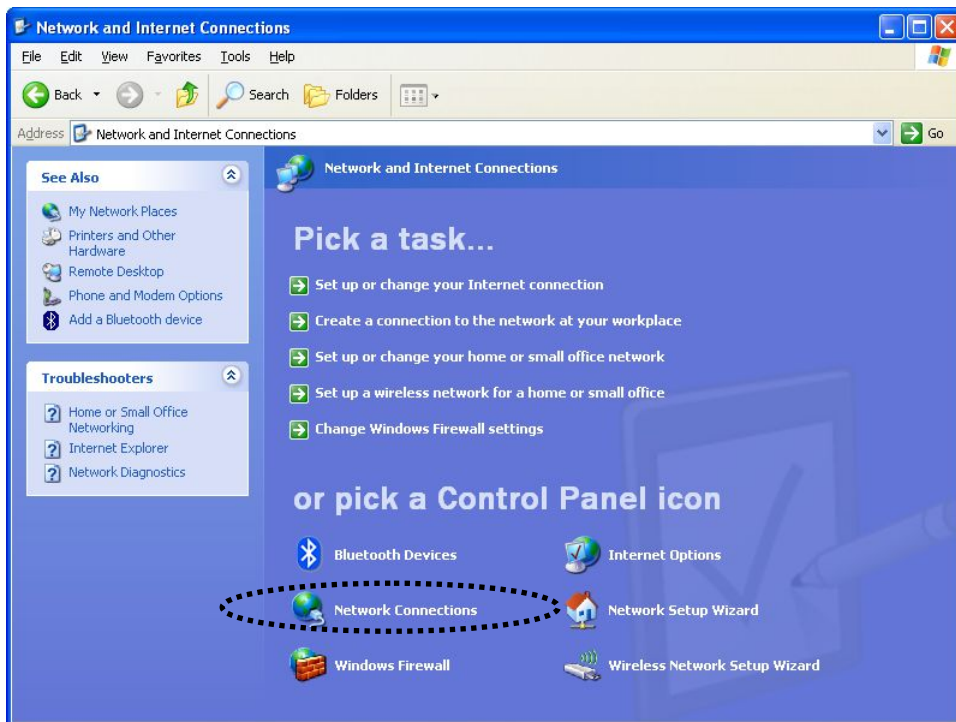 Network and Internet Connections
File Edit View Favorites Tools Help
Back Search Folders
Address Network and Internet Connections Go
See Also
My Network Places
Printers and Other
Hardware
Remote Desktop
Phone and Modem Options
Add a Bluetooth device
Troubleshooters
Home or Small Office
Networking
Internet Explorer
Network Diagnostics
Network and Internet Connections
Pick a task...
Set up or change your Internet connection
Create a connection to the network at your workplace
Set up or change your home or small office network
Set up a wireless network for a home or small office
Change Windows Firewall settings
or pick a Control Panel icon
Bluetooth Devices Internet Options
Network Connections Network Setup Wizard
Windows Firewall Wireless Network Setup Wizard